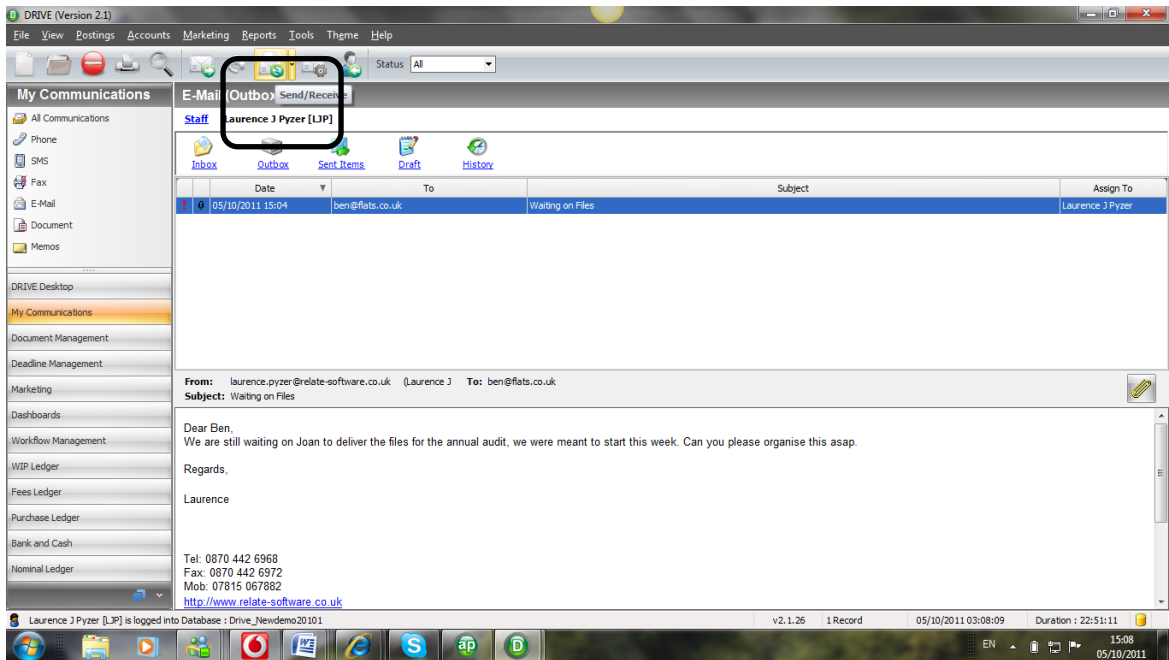 DRIVE (Version 2.1)
File View Postings Accounts Marketing Reports Tools Theme Help
Status All
My Communications
All Communications
Phone
SMS
Fax
E-Mail
Document
Memos
DRIVE Desktop
My Communications
Document Management
Deadline Management
Marketing
Dashboards
Workflow Management
WIP Ledger
Fees Ledger
Purchase Ledger
Bank and Cash
Nominal Ledger
E-Mail (Outbox
Send/Receive
Staff Laurence J Pyzer [LJP]
Inbox Outbox Sent Items Draft History
Date To Subject Assign To
05/10/2011 15:04 ben@flats.co.uk Waiting on Files Laurence J Pyzer
From: laurence.pyzer@relate-software.co.uk (Laurence J To: ben@flats.co.uk
Subject: Waiting on Files
Dear Ben,
We are still waiting on Joan to deliver the files for the annual audit, we were meant to start this week. Can you please organise this asap.
Regards,
Laurence
Tel: 0870 442 6968
Fax: 0870 442 6972
Mob: 07815 067882
http://www.relate-software.co.uk
Laurence J Pyzer [LJP] is logged into Database : Drive_Newdemo20101 v2.1.26 1 Record 05/10/2011 03:08:09 Duration : 22:51:11
W S ap D EN 15:08
05/10/2011